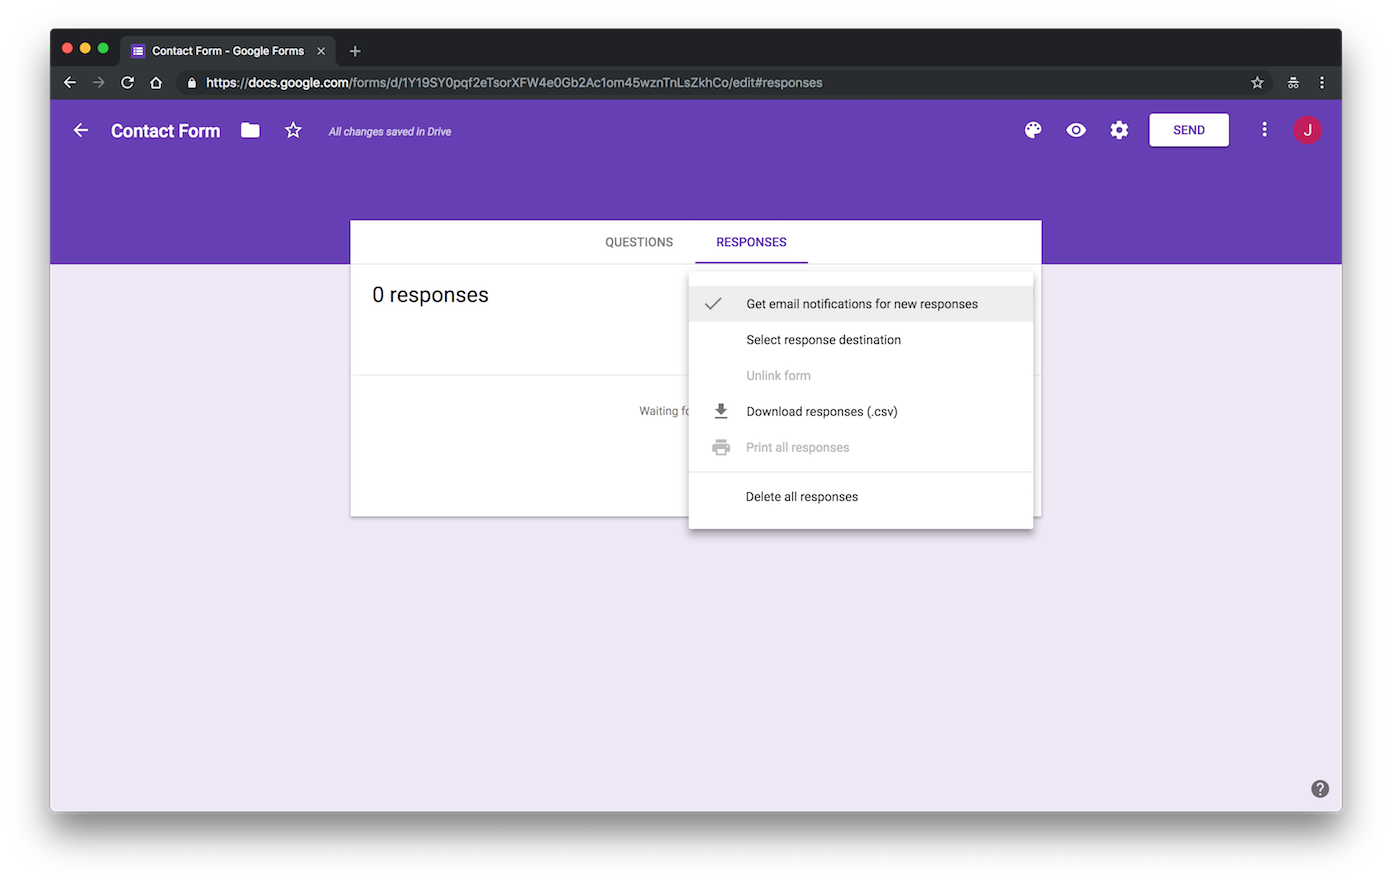 Contact Form - Google Forms
https://docs.google.com/forms/d/1Y19SY0pqf2eTsorXFW4e0Gb2Ac1om45wznTnLsZkhCo/edit#responses
Contact Form
All changes saved in Drive
SEND
J
QUESTIONS
RESPONSES
0 responses
Get email notifications for new responses
Select response destination
Unlink form
Waiting fo
Download responses (.csv)
Print all responses
Delete all responses